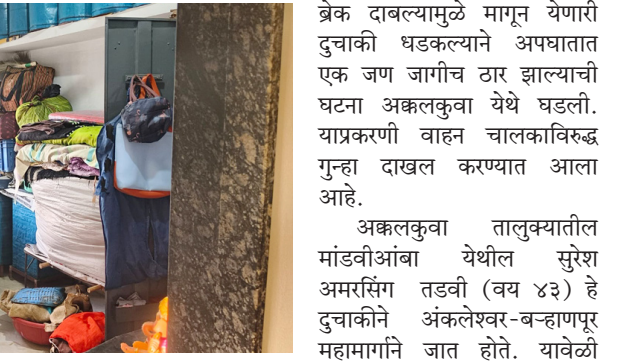 ब्रेक दाबल्यामुळे मागून येणारी
दुचाकी धडकल्याने अपघातात
एक जण जागीच ठार झाल्याची
घटना अक्कलकुवा येथे घडली.
याप्रकरणी वाहन चालकाविरुद्ध
गुन्हा दाखल करण्यात आला
आहे.
अक्कलकुवा तालुक्यातील
मांडवीआंबा येथील सुरेश
अमरसिंग तडवी (वय ४३) हे
दुचाकीने अंकलेश्वर-बऱ्हाणपूर
महामार्गाने जात होते. यावेळी